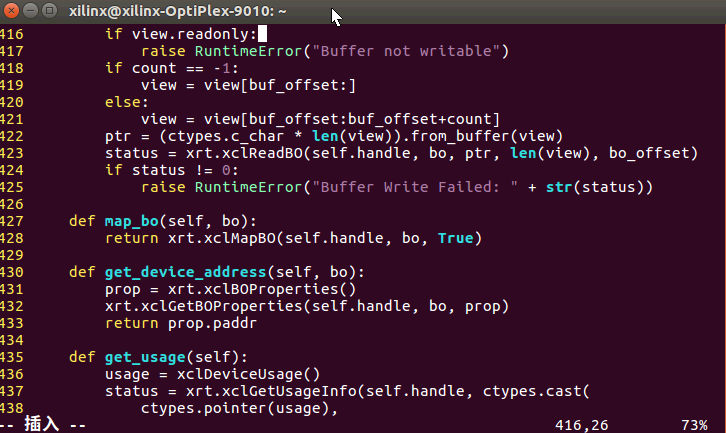 xilinx@xilinx-OptiPlex-9010: ~
416         if view.readonly:
417             raise RuntimeError("Buffer not writable")
418         if count == -1:
419             view = view[buf_offset:]
420         else:
421             view = view[buf_offset:buf_offset+count]
422         ptr = (ctypes.c_char * len(view)).from_buffer(view)
423         status = xrt.xclReadBO(self.handle, bo, ptr, len(view), bo_offset)
424         if status != 0:
425             raise RuntimeError("Buffer Write Failed: " + str(status))
426
427     def map_bo(self, bo):
428         return xrt.xclMapBO(self.handle, bo, True)
429
430     def get_device_address(self, bo):
431         prop = xrt.xclBOProperties()
432         xrt.xclGetBOProperties(self.handle, bo, prop)
433         return prop.paddr
434
435     def get_usage(self):
436         usage = xclDeviceUsage()
437         status = xrt.xclGetUsageInfo(self.handle, ctypes.cast(
438             ctypes.pointer(usage),
-- 插入 -- 416,26 73%